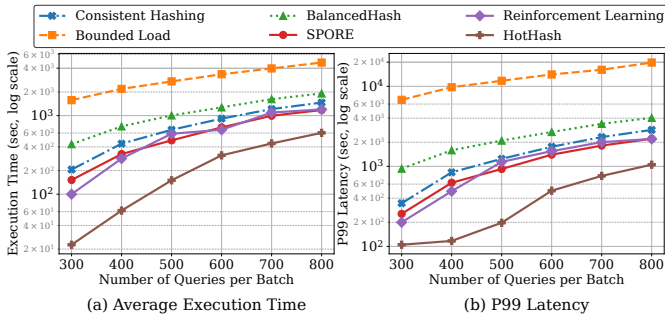 Consistent Hashing
BalancedHash
Reinforcement Learning
Bounded Load
SPORE
HotHash
Execution Time (sec, log scale)
6 × 10³
4 × 10³
2 × 10³
10³
6 × 10²
4 × 10²
2 × 10²
10²
6 × 10¹
4 × 10¹
2 × 10¹
300 400 500 600 700 800
Number of Queries per Batch
(a) Average Execution Time
P99 Latency (sec, log scale)
2 × 10⁴
10⁴
6 × 10³
4 × 10³
2 × 10³
10³
6 × 10²
4 × 10²
2 × 10²
10²
300 400 500 600 700 800
Number of Queries per Batch
(b) P99 Latency